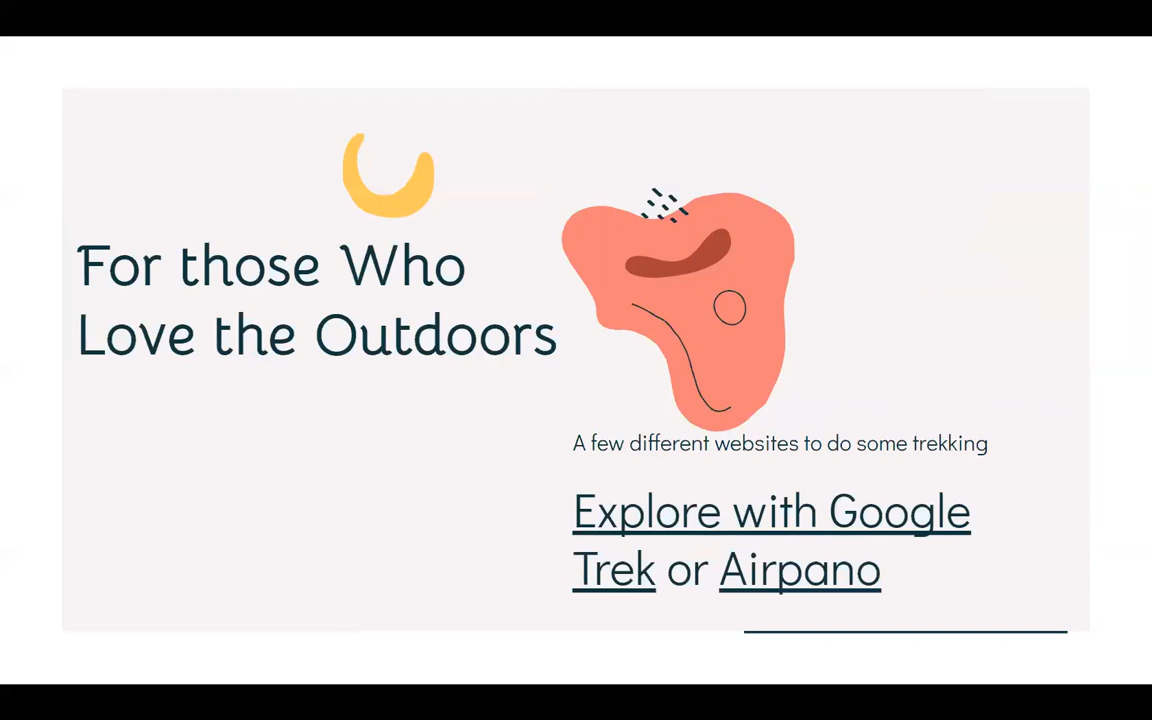 For those Who
Love the Outdoors
A few different websites to do some trekking
Explore with Google
Trek or Airpano